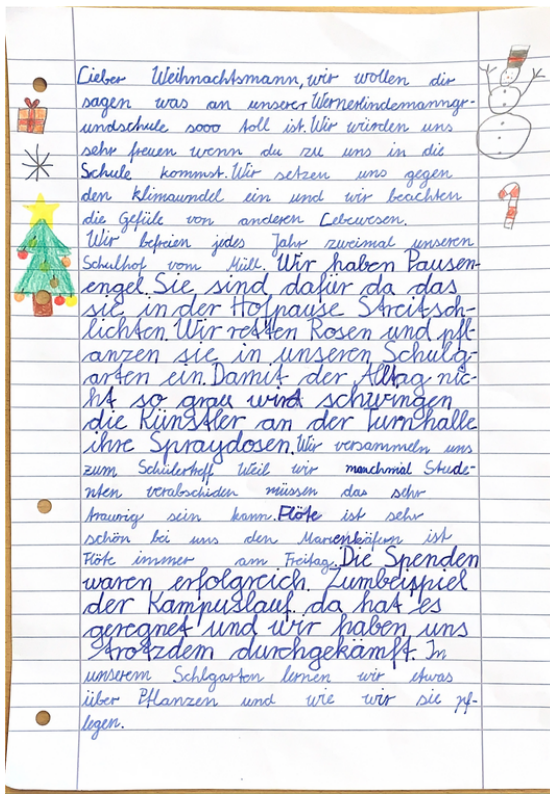 Lieber Weihnachtsmann, wir wollen dir
sagen was an unserer Wernerlindemanngr-
undschule sooo toll ist. Wir würden uns
sehr freuen wenn du zu uns in die
Schule kommst. Wir setzen uns gegen
den klimawndel ein und wir beachten
die Gefüle von anderen Lebewesen.
Wir befreien jedes Jahr zweimal unseren
Schulhof vom Müll. Wir haben Pausen-
engel. Sie sind dafür da das
sie in der Hofpause Streitsch-
lichten. Wir retten Rosen und pfl-
anzen sie in unseren Schulg-
arten ein. Damit der Alltag nic-
ht so grau wird schwingen
die Künstler an der Turnhalle
ihre Spraydosen. Wir versammeln uns
zum Schülertreff Weil wir manchmal Stude-
nten verabschiden müssen das sehr
traurig sein kann. Flöte ist sehr
schön bei uns den Marienkäfern ist
Flöte immer am Freitag. Die Spenden
waren erfolgreich. Zumbeispiel
der Kampuslauf. da hat es
geregnet und wir haben uns
trotzdem durchgekämpft. In
unserem Schlgarten lernen wir etwas
über Pflanzen und wie wir sie pf-
legen.